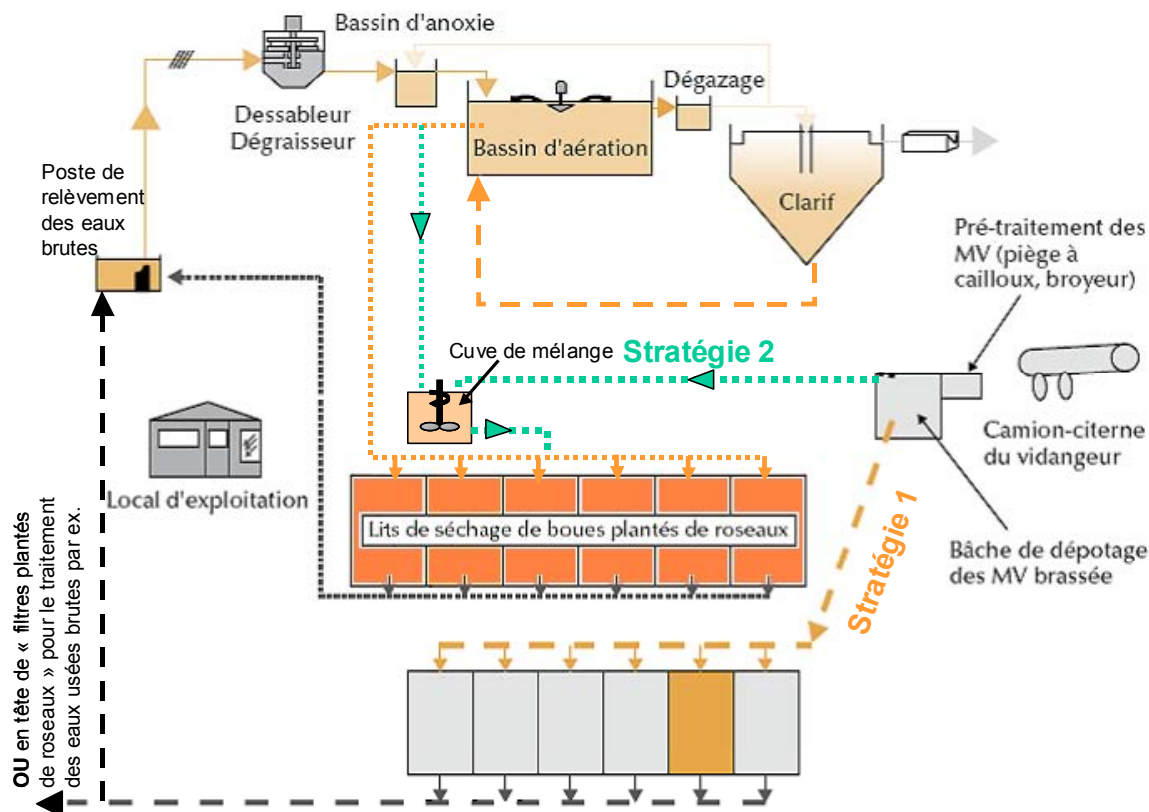 Bassin d'anoxie
Dégazage
Dessableur
Dégraisseur
Bassin d'aération
Clarif
Poste de
relèvement
des eaux
brutes
Pré-traitement des
MV (piège à
cailloux, broyeur)
Cuve de mélange
Stratégie 2
Camion-citerne
du vidangeur
Local d'exploitation
Lits de séchage de boues plantés de roseaux
Stratégie 1
Bâche de dépotage
des MV brassée
OU en tête de « filtres plantés
de roseaux » pour le traitement
des eaux usées brutes par ex.